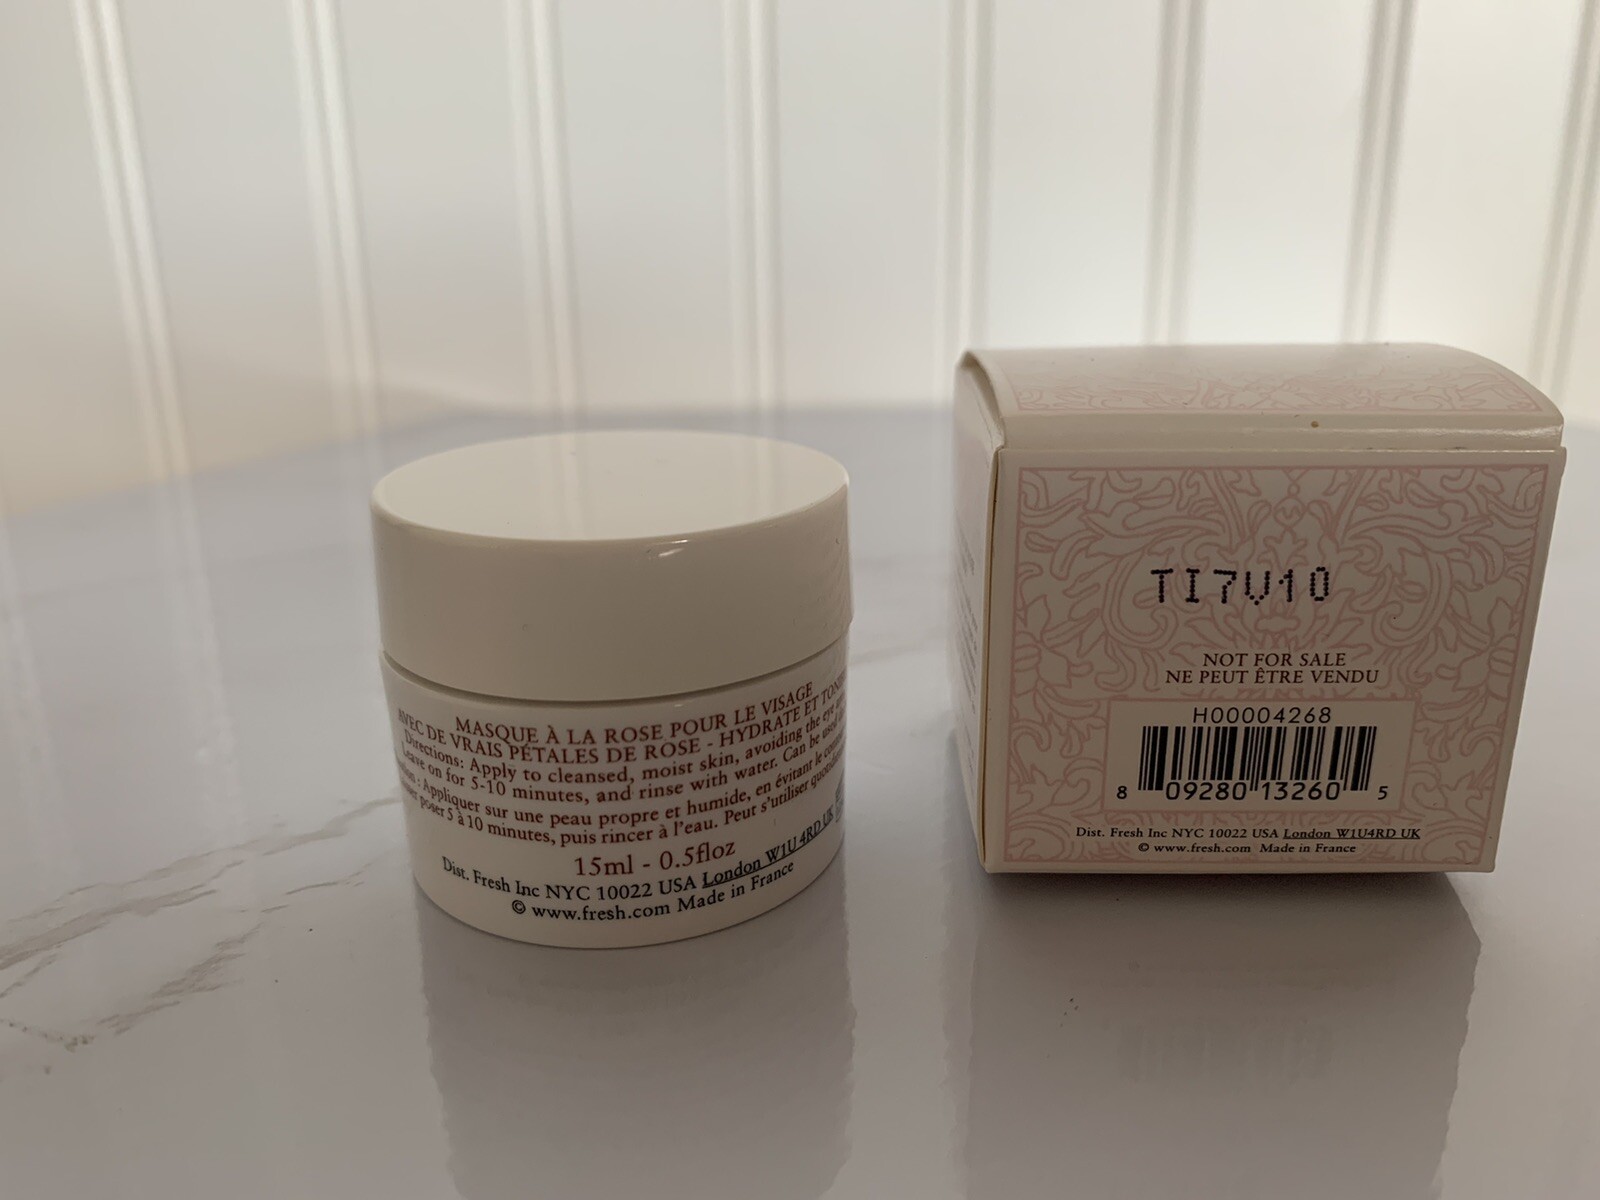 MASQUE À LA ROSE POUR LE VISAGE
AVEC DE VRAIS PÉTALES DE ROSE - HYDRATE ET
Directions: Apply to cleansed, moist skin, avoiding the eye
Leave on for 5-10 minutes, and rinse with water. Can be used
: Appliquer sur une peau propre et humide, en évitant le
poser 5 à 10 minutes, puis rincer à l'eau. Peut s'utiliser
15ml - 0.5floz
Dist. Fresh Inc NYC 10022 USA London W1U 4RD UK
© www.fresh.com Made in France
TI7V10
NOT FOR SALE
NE PEUT ÊTRE VENDU
H00004268
8 09280 13260 5
Dist. Fresh Inc NYC 10022 USA London W1U4RD UK
© www.fresh.com Made in France